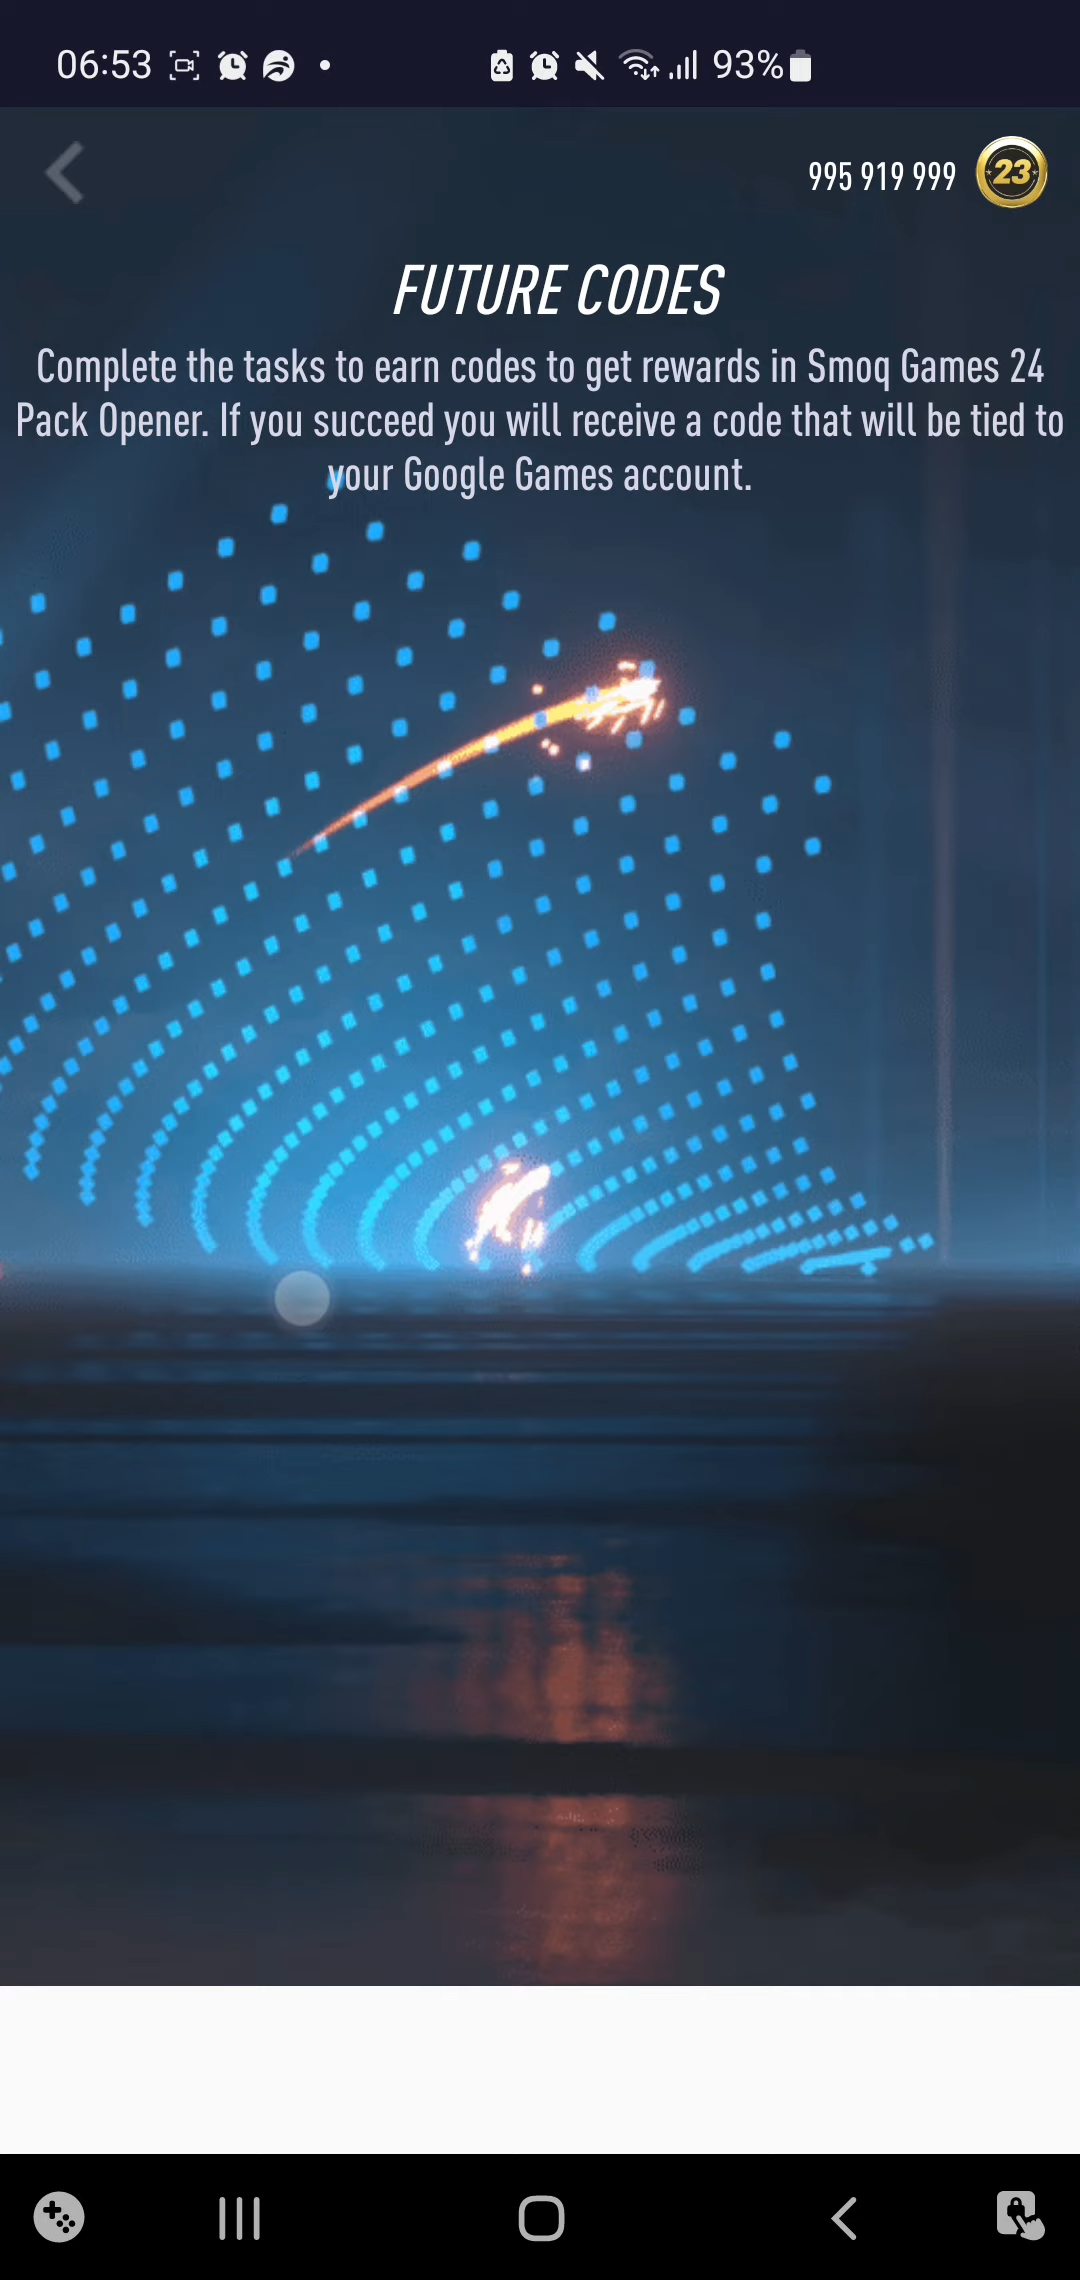 06:53
93%
995 919 999
23
FUTURE CODES
Complete the tasks to earn codes to get rewards in Smoq Games 24
Pack Opener. If you succeed you will receive a code that will be tied to
your Google Games account.